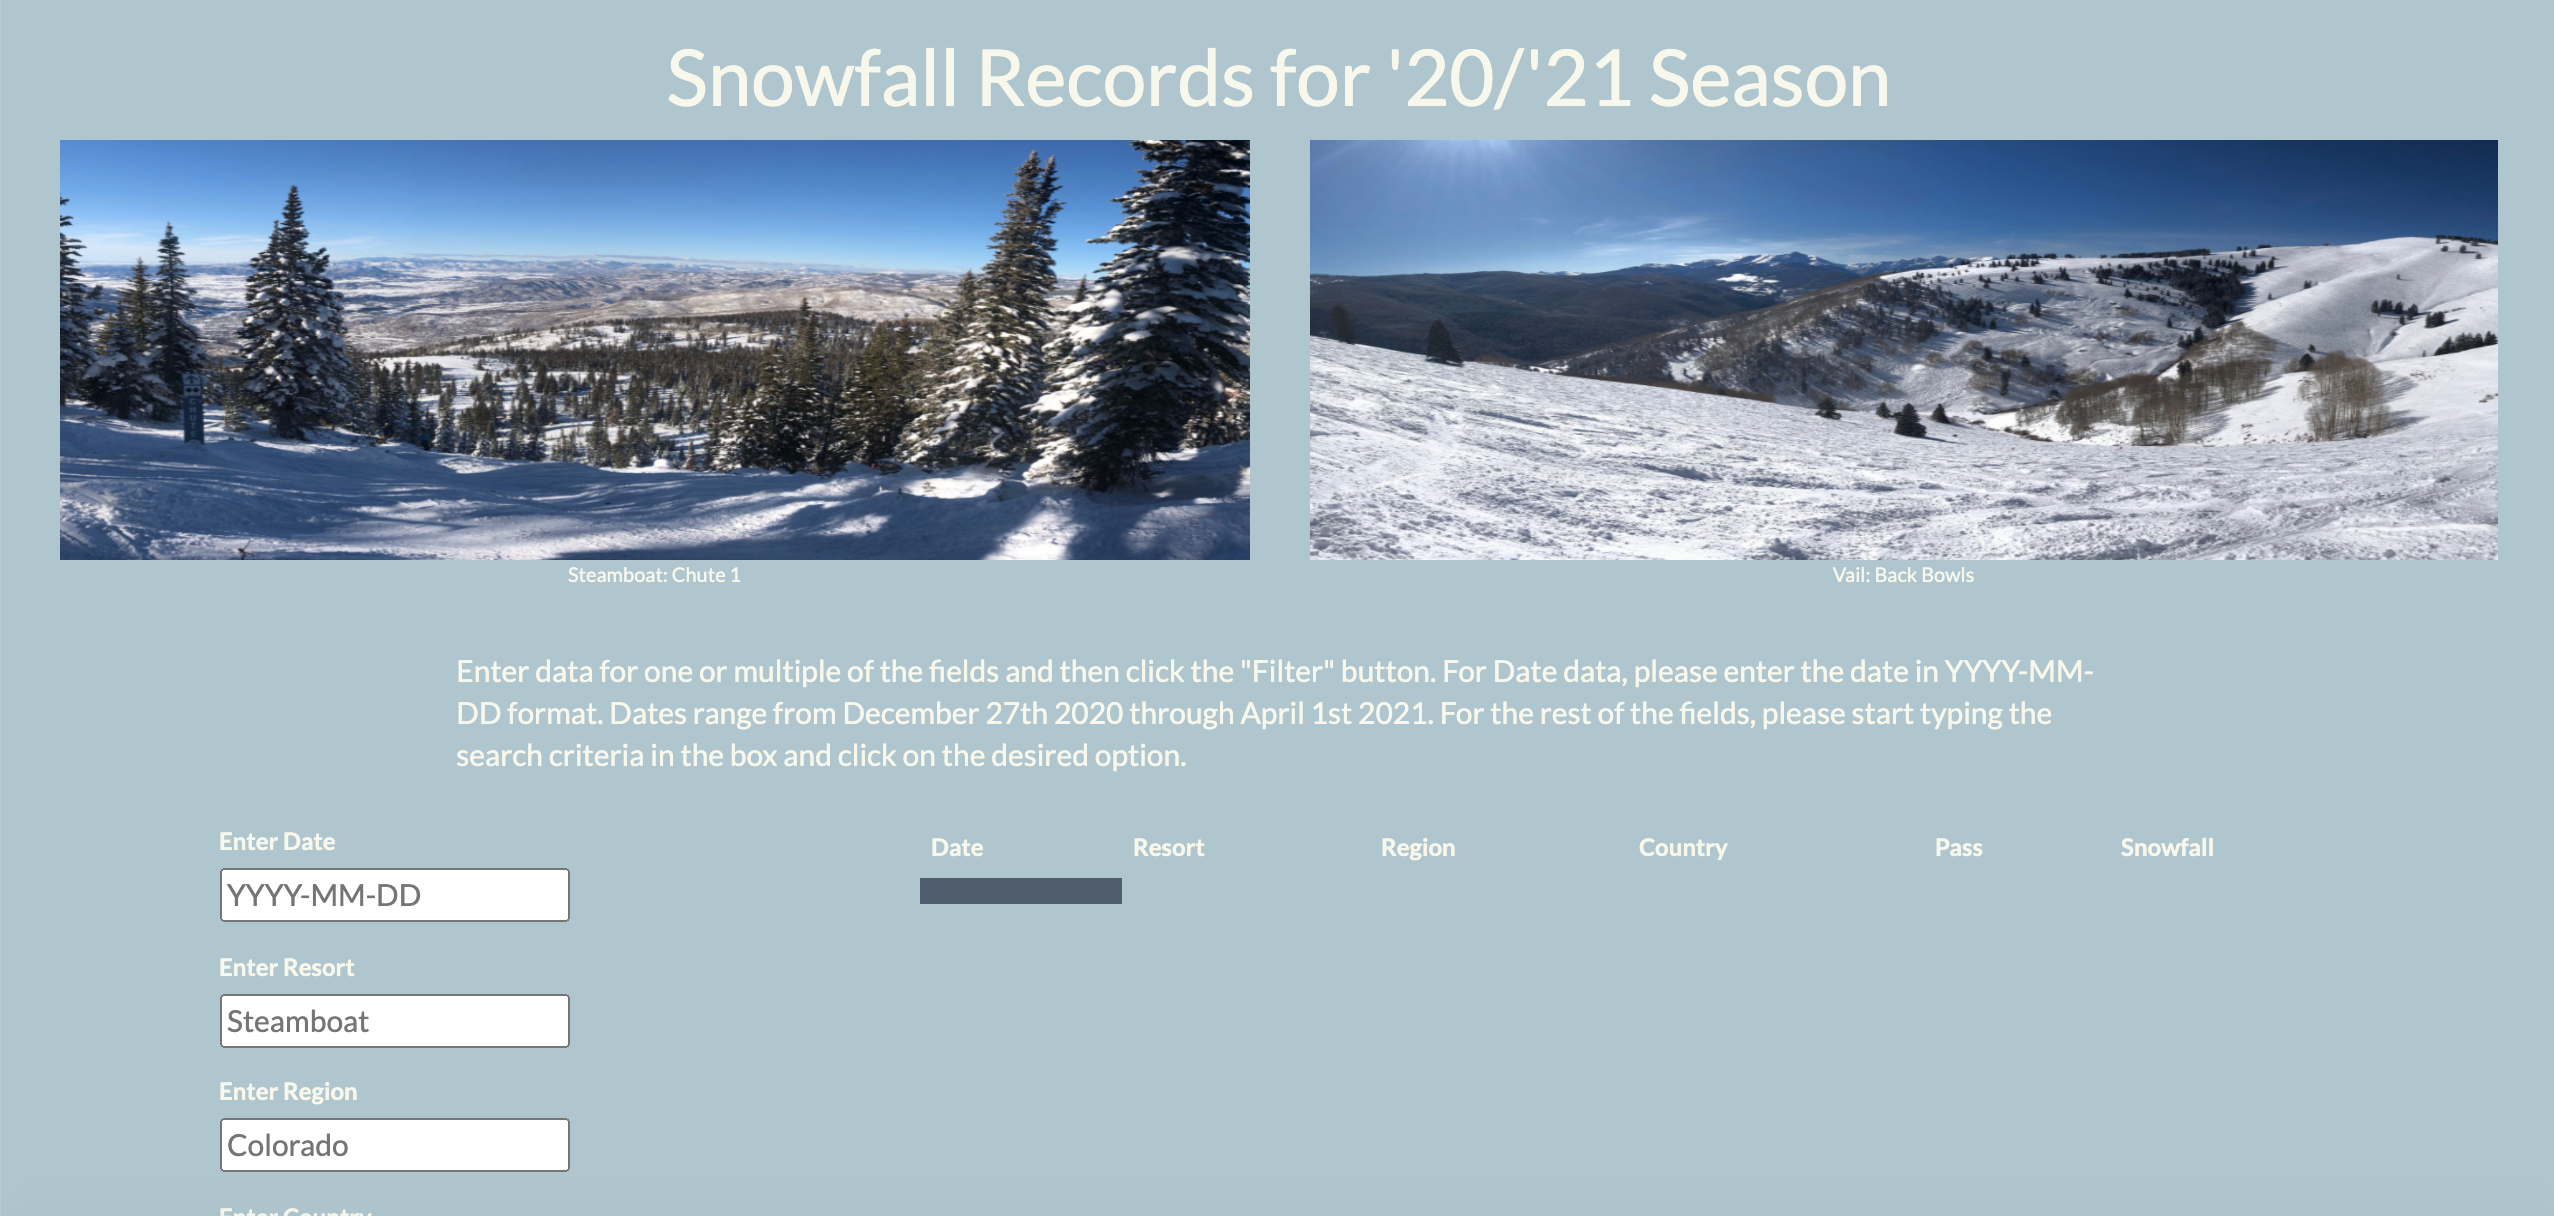 Snowfall Records for '20/'21 Season
Steamboat: Chute 1
Vail: Back Bowls
Enter data for one or multiple of the fields and then click the "Filter" button. For Date data, please enter the date in YYYY-MM-
DD format. Dates range from December 27th 2020 through April 1st 2021. For the rest of the fields, please start typing the
search criteria in the box and click on the desired option.
Enter Date
YYYY-MM-DD
Enter Resort
Steamboat
Enter Region
Colorado
Enter Country
Date Resort Region Country Pass Snowfall